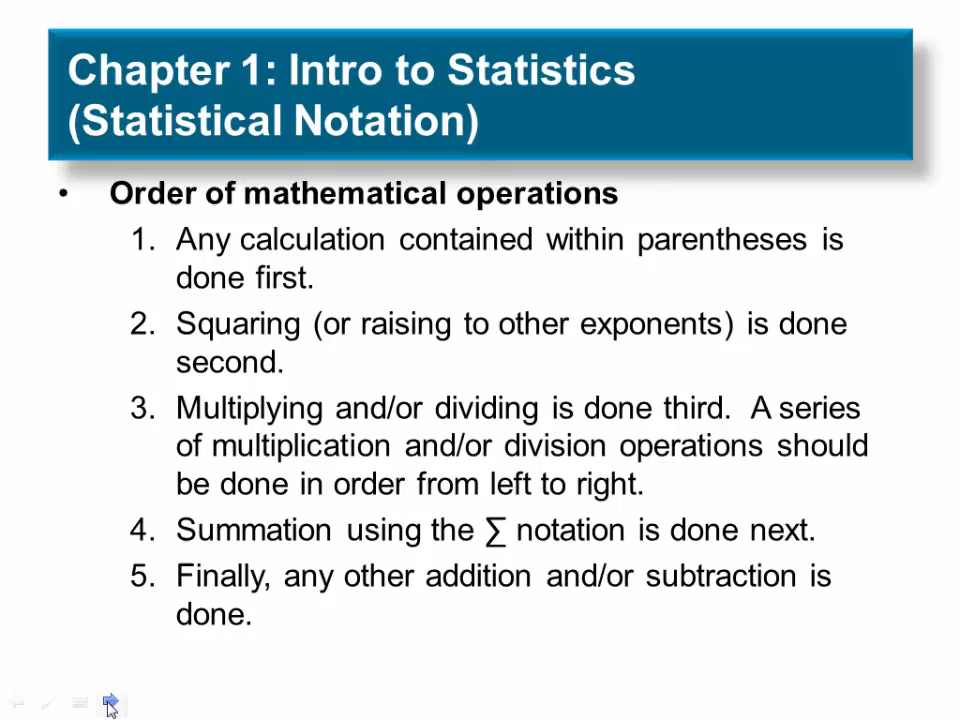 Chapter 1: Intro to Statistics
(Statistical Notation)
• Order of mathematical operations
1. Any calculation contained within parentheses is
done first.
2. Squaring (or raising to other exponents) is done
second.
3. Multiplying and/or dividing is done third. A series
of multiplication and/or division operations should
be done in order from left to right.
4. Summation using the ∑ notation is done next.
5. Finally, any other addition and/or subtraction is
done.